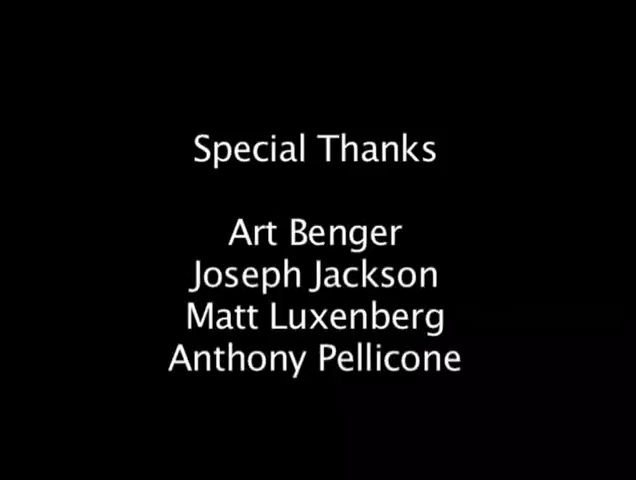 Special Thanks
Art Benger
Joseph Jackson
Matt Luxenberg
Anthony Pellicone